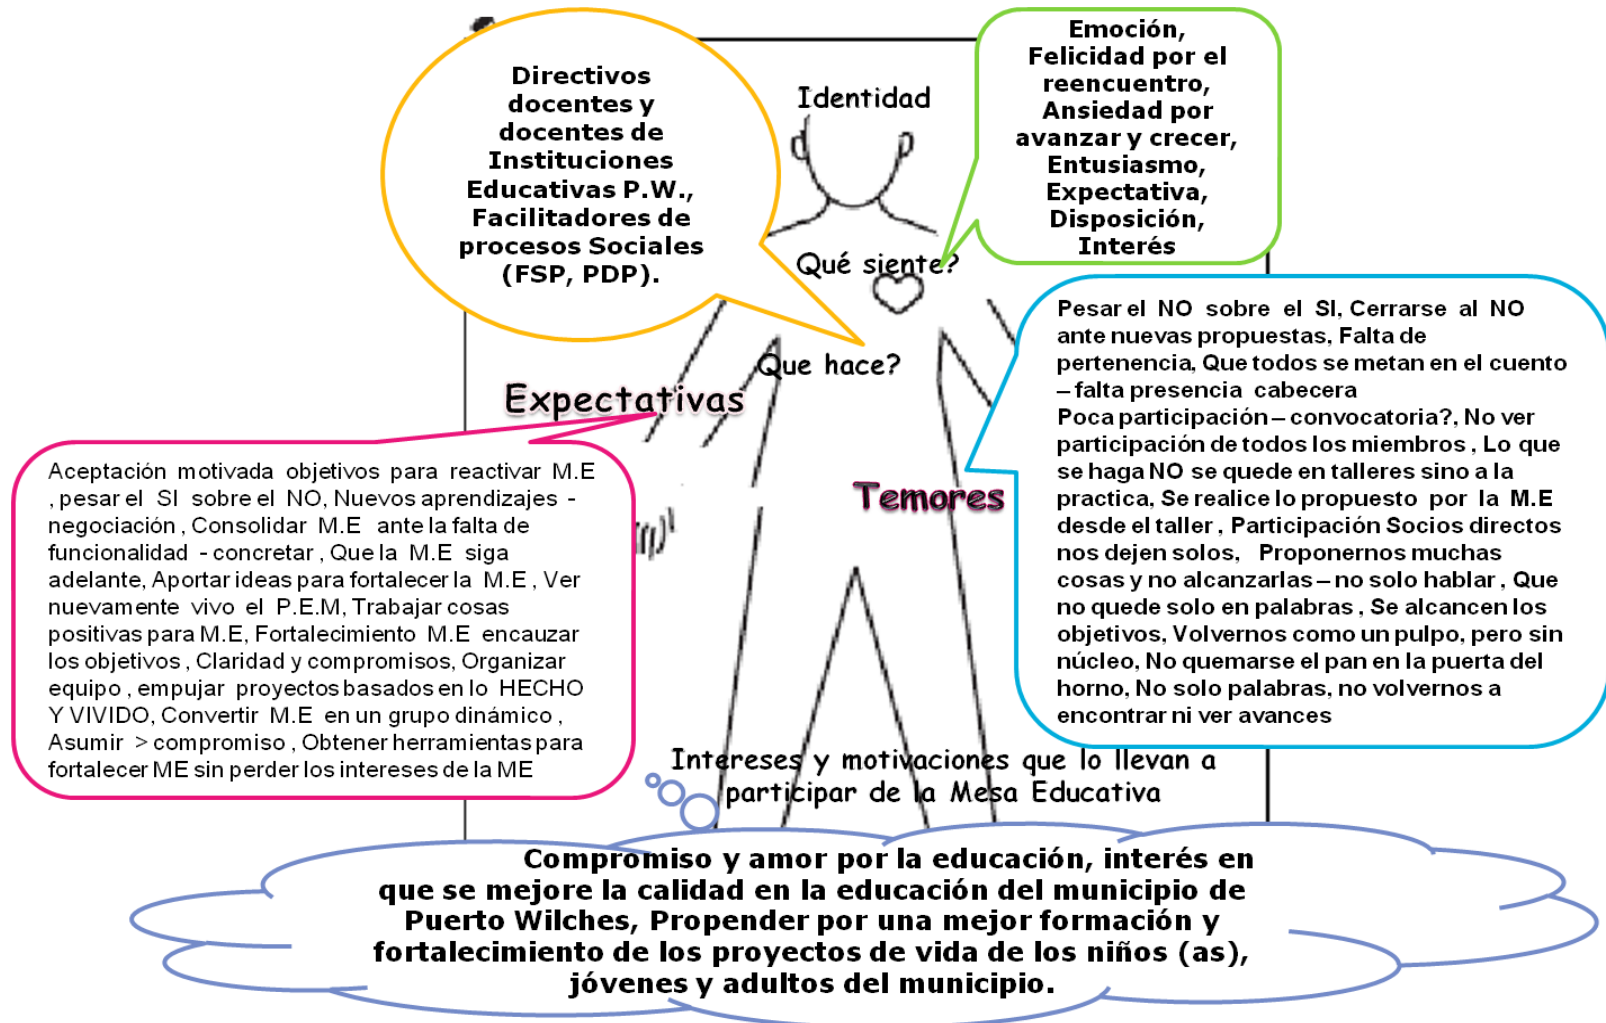 Directivos
docentes y
docentes de
Instituciones
Educativas P.W.,
Facilitadores de
procesos Sociales
(FSP, PDP).
Identidad
Emoción,
Felicidad por el
reencuentro,
Ansiedad por
avanzar y crecer,
Entusiasmo,
Expectativa,
Disposición,
Interés
Qué siente?
Que hace?
Expectativas
Aceptación motivada objetivos para reactivar M.E
, pesar el SI sobre el NO, Nuevos aprendizajes -
negociación , Consolidar M.E ante la falta de
funcionalidad - concretar , Que la M.E siga
adelante, Aportar ideas para fortalecer la M.E , Ver
nuevamente vivo el P.E.M, Trabajar cosas
positivas para M.E, Fortalecimiento M.E encauzar
los objetivos , Claridad y compromisos, Organizar
equipo , empujar proyectos basados en lo HECHO
Y VIVIDO, Convertir M.E en un grupo dinámico ,
Asumir > compromiso , Obtener herramientas para
fortalecer ME sin perder los intereses de la ME
Temores
Pesar el NO sobre el SI, Cerrarse al NO
ante nuevas propuestas, Falta de
pertenencia, Que todos se metan en el cuento
– falta presencia cabecera
Poca participación – convocatoria?, No ver
participación de todos los miembros , Lo que
se haga NO se quede en talleres sino a la
practica, Se realice lo propuesto por la M.E
desde el taller , Participación Socios directos
nos dejen solos, Proponernos muchas
cosas y no alcanzarlas – no solo hablar , Que
no quede solo en palabras , Se alcancen los
objetivos, Volvernos como un pulpo, pero sin
núcleo, No quemarse el pan en la puerta del
horno, No solo palabras, no volvernos a
encontrar ni ver avances
Intereses y motivaciones que lo llevan a
participar de la Mesa Educativa
Compromiso y amor por la educación, interés en
que se mejore la calidad en la educación del municipio de
Puerto Wilches, Propender por una mejor formación y
fortalecimiento de los proyectos de vida de los niños (as),
jóvenes y adultos del municipio.